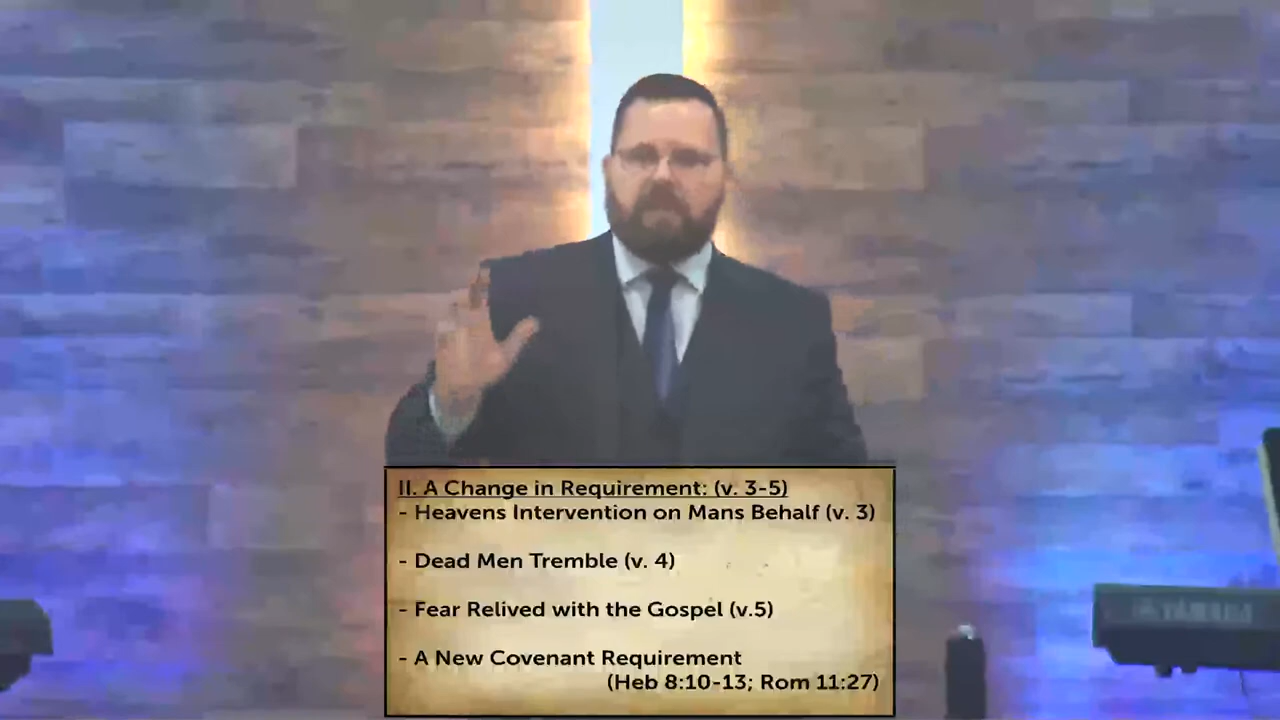 II. A Change in Requirement: (v. 3-5)
- Heavens Intervention on Mans Behalf (v. 3)
- Dead Men Tremble (v. 4)
- Fear Relived with the Gospel (v.5)
- A New Covenant Requirement
(Heb 8:10-13; Rom 11:27)
YAMAHA